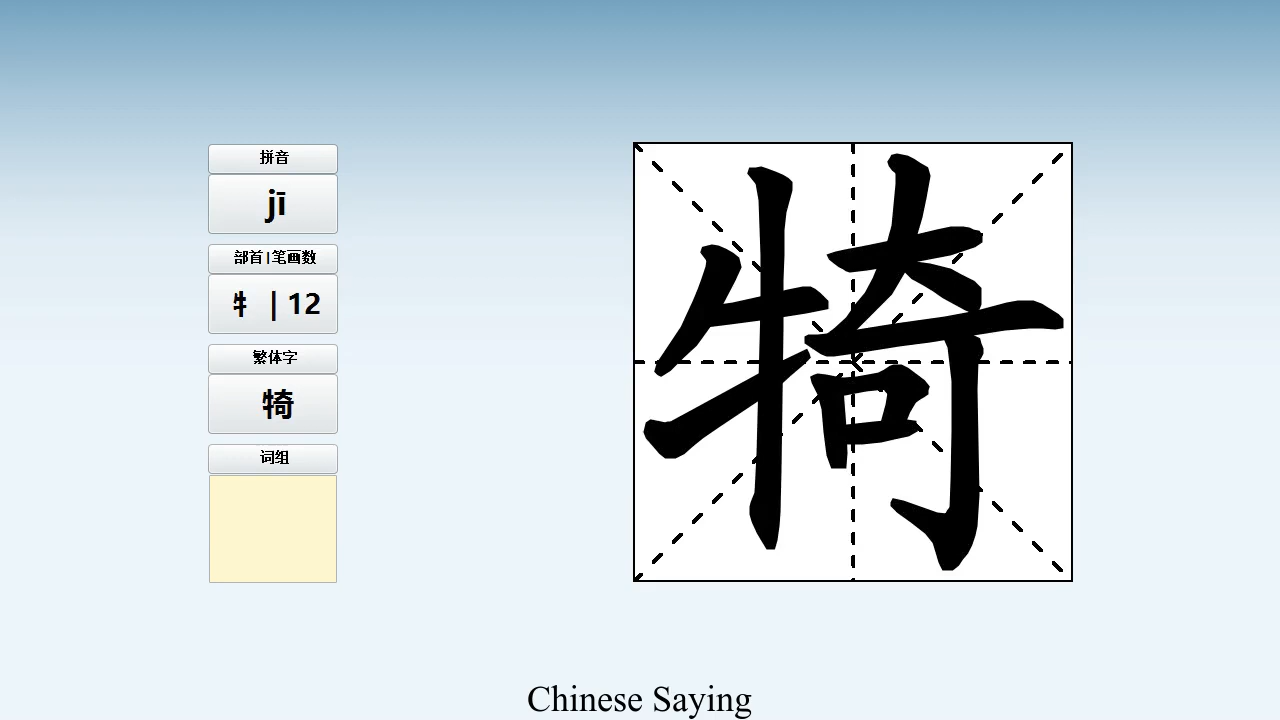 拼音
jī
部首|笔画数
牜 | 12
繁体字
犄
词组
犄
Chinese Saying